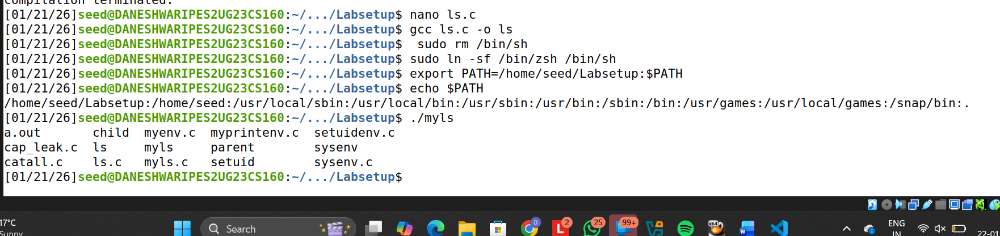 compilation terminated.
[01/21/26]seed@DANESHWARIPES2UG23CS160:~/.../Labsetup$ nano ls.c
[01/21/26]seed@DANESHWARIPES2UG23CS160:~/.../Labsetup$ gcc ls.c -o ls
[01/21/26]seed@DANESHWARIPES2UG23CS160:~/.../Labsetup$  sudo rm /bin/sh
[01/21/26]seed@DANESHWARIPES2UG23CS160:~/.../Labsetup$ sudo ln -sf /bin/zsh /bin/sh
[01/21/26]seed@DANESHWARIPES2UG23CS160:~/.../Labsetup$ export PATH=/home/seed/Labsetup:$PATH
[01/21/26]seed@DANESHWARIPES2UG23CS160:~/.../Labsetup$ echo $PATH
/home/seed/Labsetup:/home/seed:/usr/local/sbin:/usr/local/bin:/usr/sbin:/usr/bin:/sbin:/bin:/usr/games:/usr/local/games:/snap/bin:.
[01/21/26]seed@DANESHWARIPES2UG23CS160:~/.../Labsetup$ ./myls
a.out       child  myenv.c  myprintenv.c  setuidenv.c
cap_leak.c  ls     myls     parent        sysenv
catall.c    ls.c   myls.c   setuid        sysenv.c
[01/21/26]seed@DANESHWARIPES2UG23CS160:~/.../Labsetup$
17°C
Sunny
Search
D
L 2
25
99+
X64
W
ENG
IN
22-